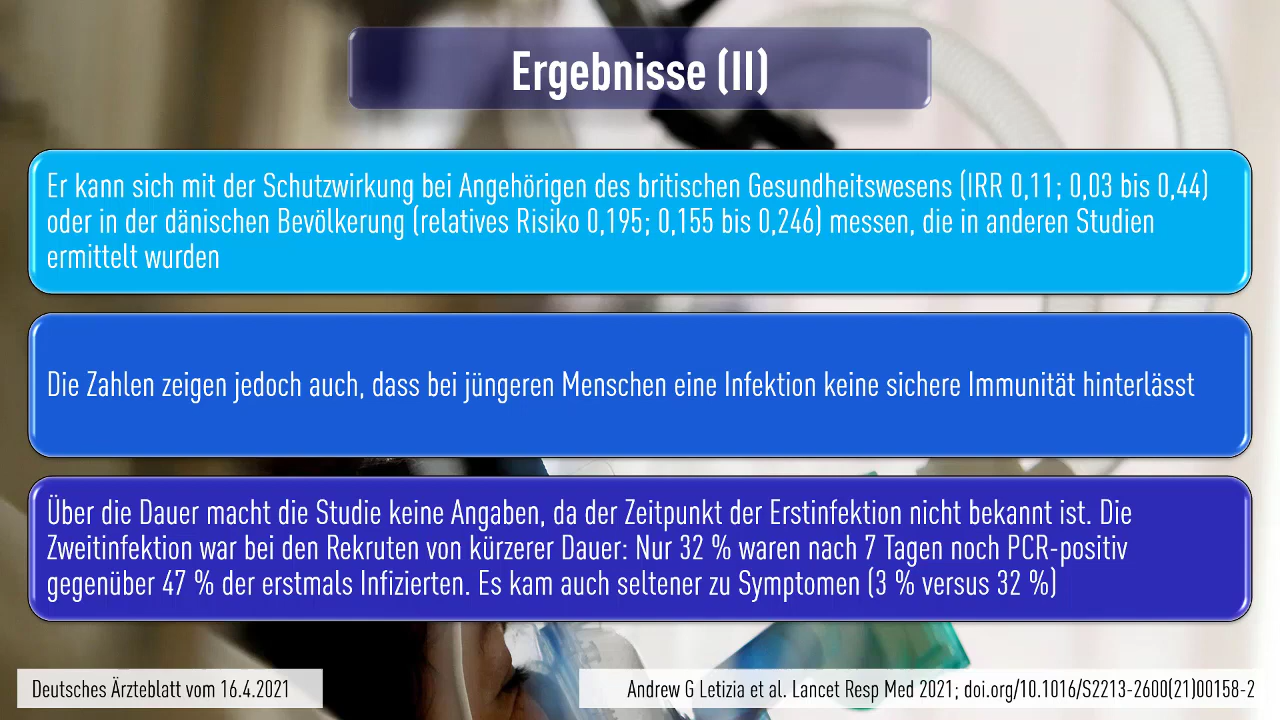 Ergebnisse (II)
Er kann sich mit der Schutzwirkung bei Angehörigen des britischen Gesundheitswesens (IRR 0,11; 0,03 bis 0,44)
oder in der dänischen Bevölkerung (relatives Risiko 0,195; 0,155 bis 0,246) messen, die in anderen Studien
ermittelt wurden
Die Zahlen zeigen jedoch auch, dass bei jüngeren Menschen eine Infektion keine sichere Immunität hinterlässt
Über die Dauer macht die Studie keine Angaben, da der Zeitpunkt der Erstinfektion nicht bekannt ist. Die
Zweitinfektion war bei den Rekruten von kürzerer Dauer: Nur 32 % waren nach 7 Tagen noch PCR-positiv
gegenüber 47 % der erstmals Infizierten. Es kam auch seltener zu Symptomen (3 % versus 32 %)
Deutsches Ärzteblatt vom 16.4.2021
Andrew G Letizia et al. Lancet Resp Med 2021; doi.org/10.1016/S2213-2600(21)00158-2